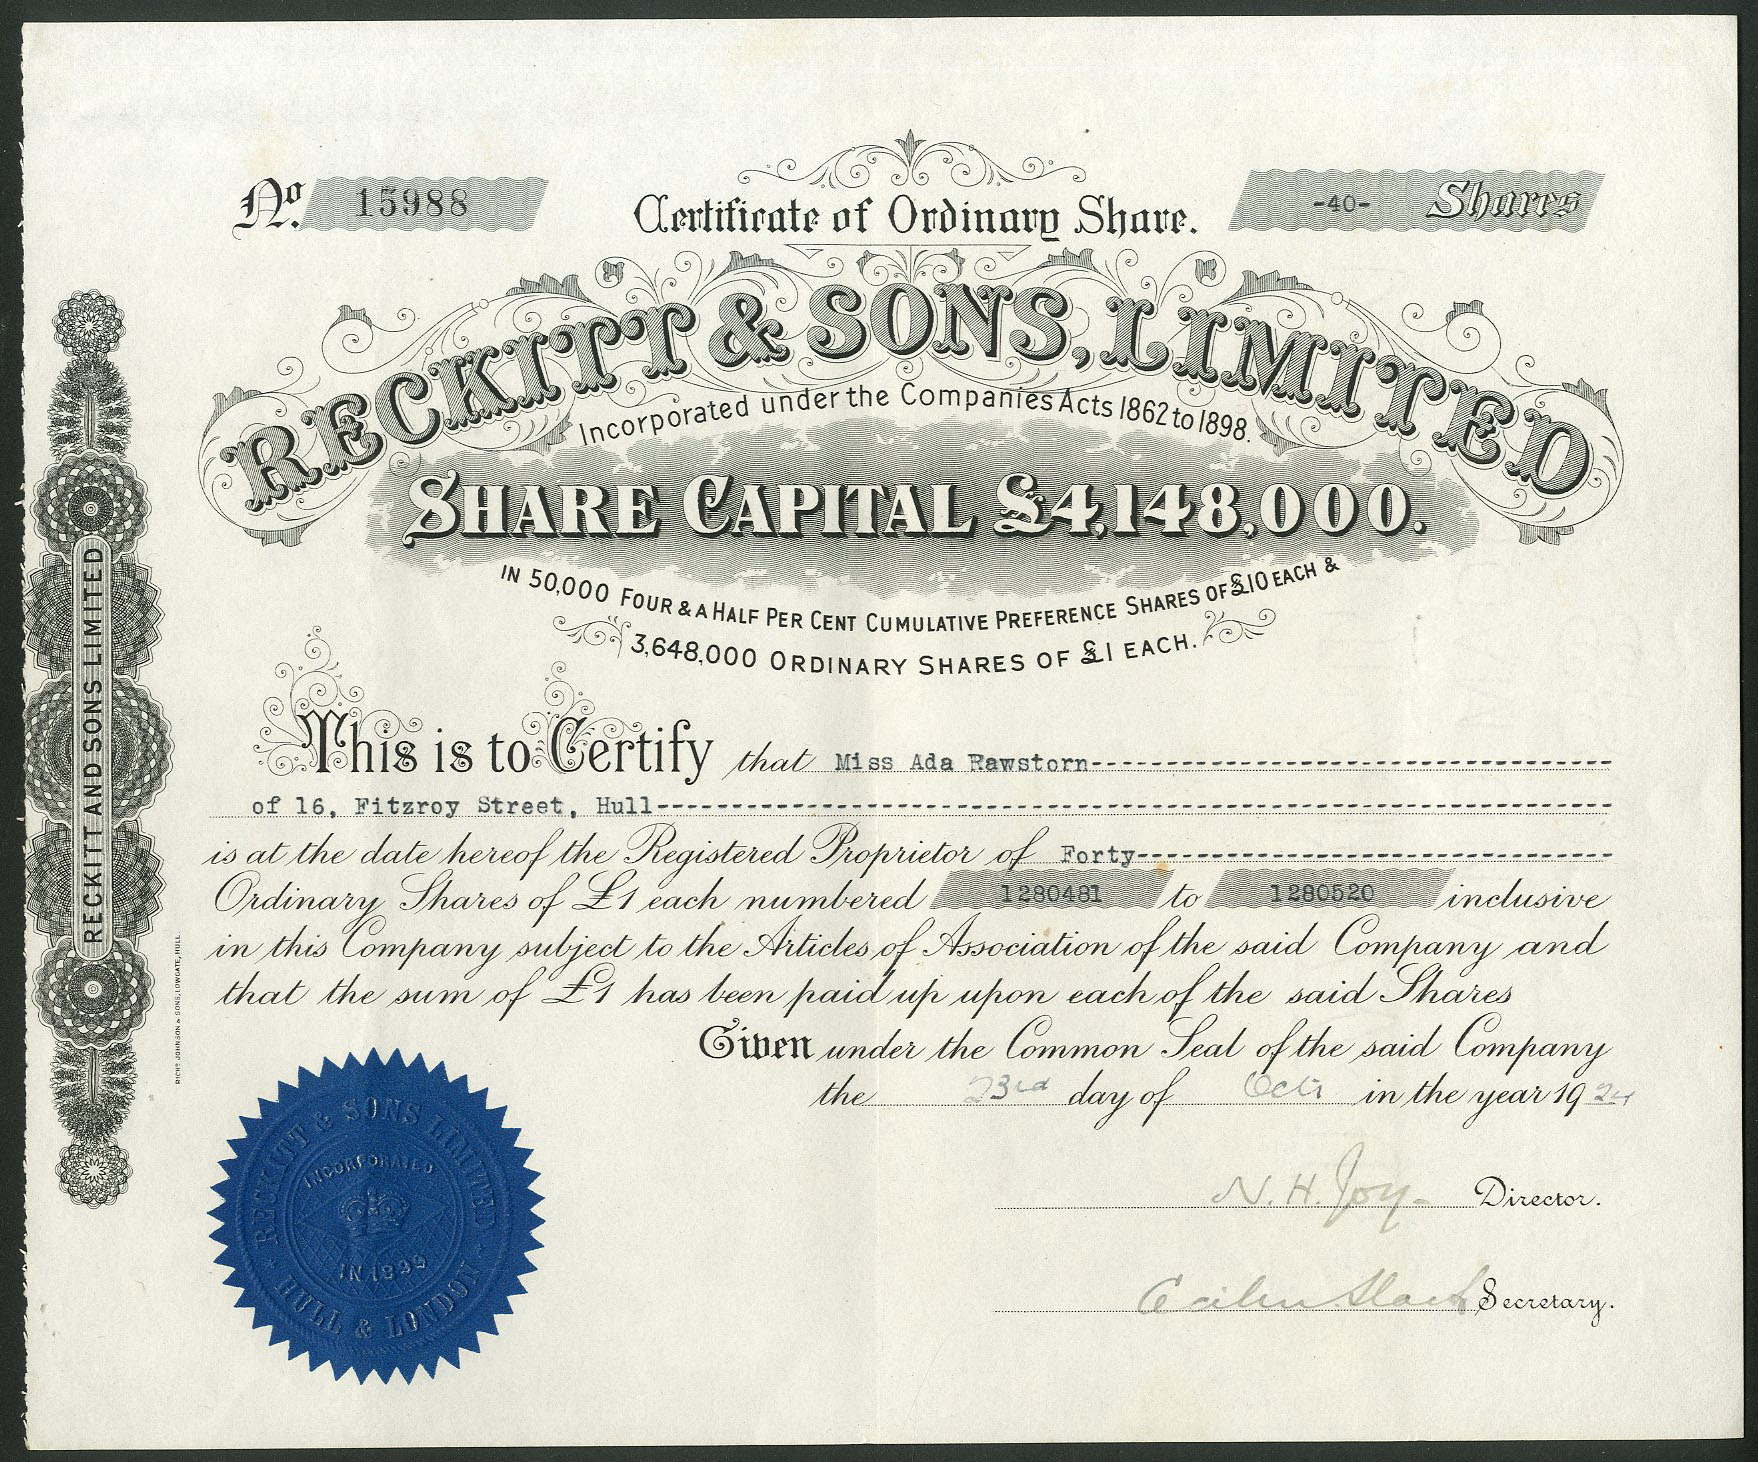 No. 15988
Certificate of Ordinary Share.
-40- Shares
RECKITT & SONS, LIMITED
Incorporated under the Companies Acts 1862 to 1898.
SHARE CAPITAL £4,148,000.
IN 50,000 FOUR & A HALF PER CENT CUMULATIVE PREFERENCE SHARES OF £10 EACH &
3,648,000 ORDINARY SHARES OF £1 EACH.
This is to Certify that Miss Ada Rawstorn
of 16, Fitzroy Street, Hull
is at the date hereof the Registered Proprietor of Forty
Ordinary Shares of £1 each numbered 1280481 to 1280520 inclusive
in this Company subject to the Articles of Association of the said Company and
that the sum of £1 has been paid up upon each of the said Shares
Given under the Common Seal of the said Company
the 23rd day of Octr in the year 1924
N. H. Joy Director.
Secretary.
RECKITT AND SONS LIMITED
RICHD JOHNSON & SONS, LOWGATE, HULL.
RECKITT & SONS LIMITED
INCORPORATED
IN 1899
HULL & LONDON